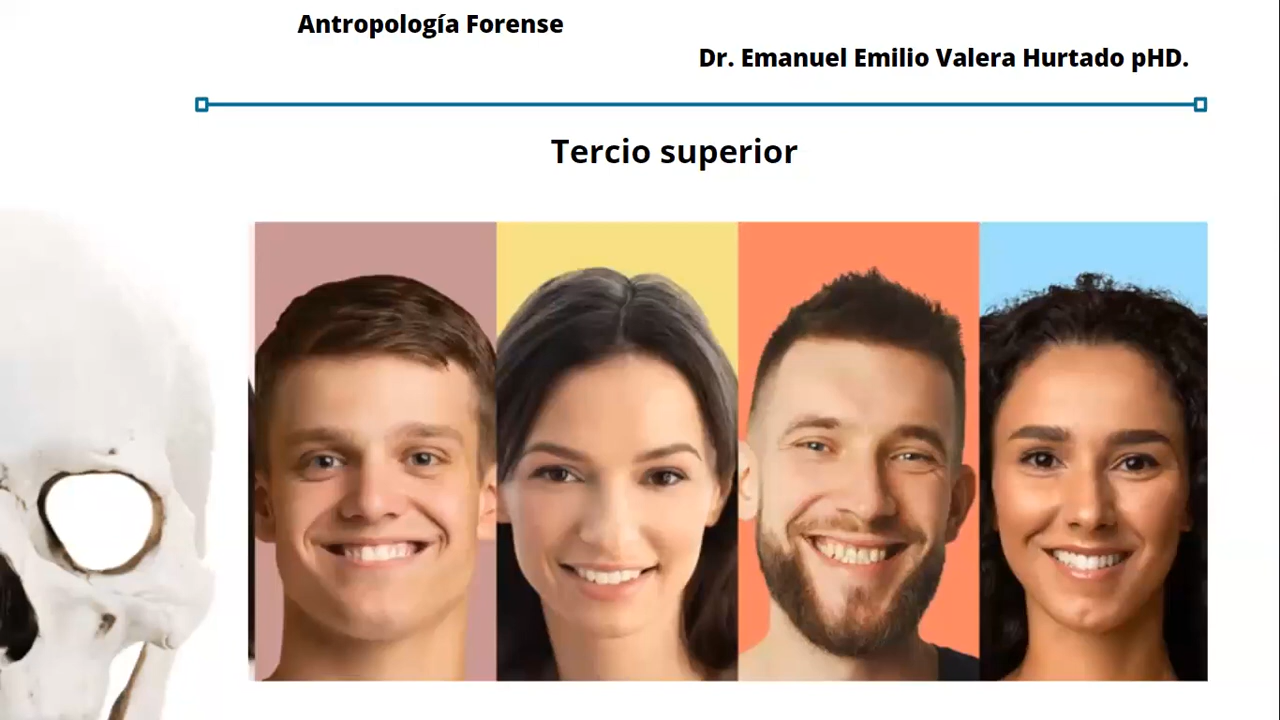 Antropología Forense
Dr. Emanuel Emilio Valera Hurtado pHD.
Tercio superior